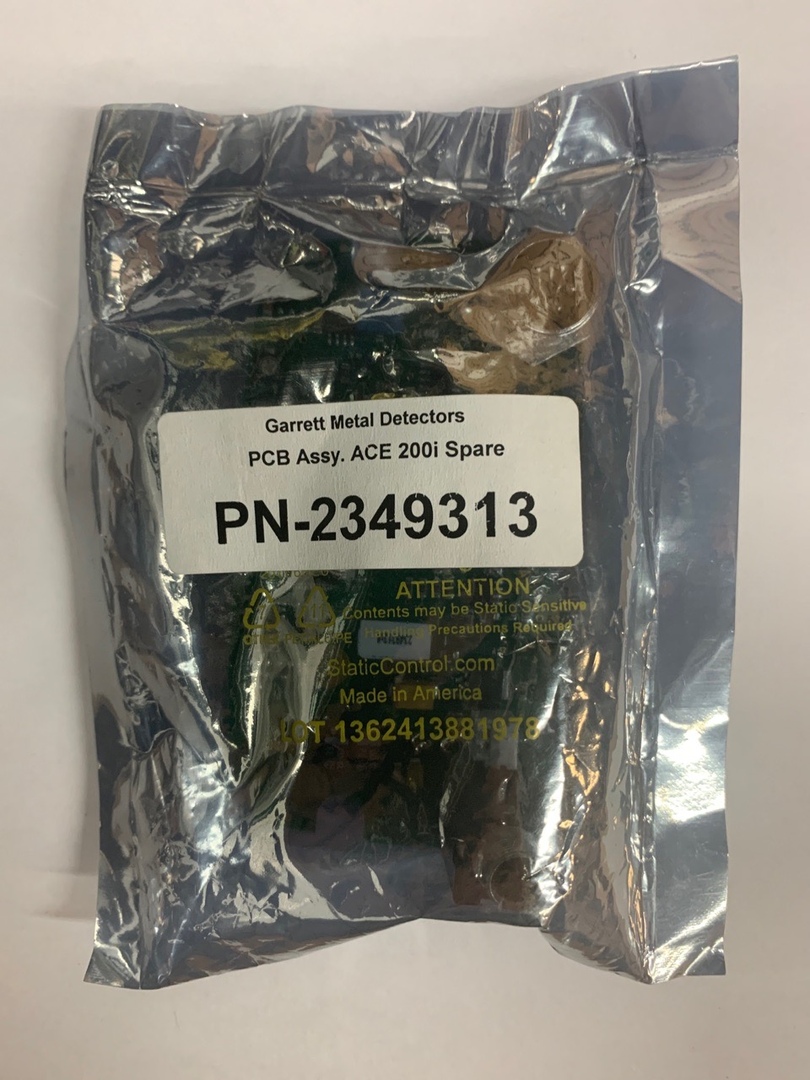 Garrett Metal Detectors
PCB Assy. ACE 200i Spare
PN-2349313
ATTENTION
Contents may be Static Sensitive
Handling Precautions Required
StaticControl.com
Made in America
LOT 1362413881978